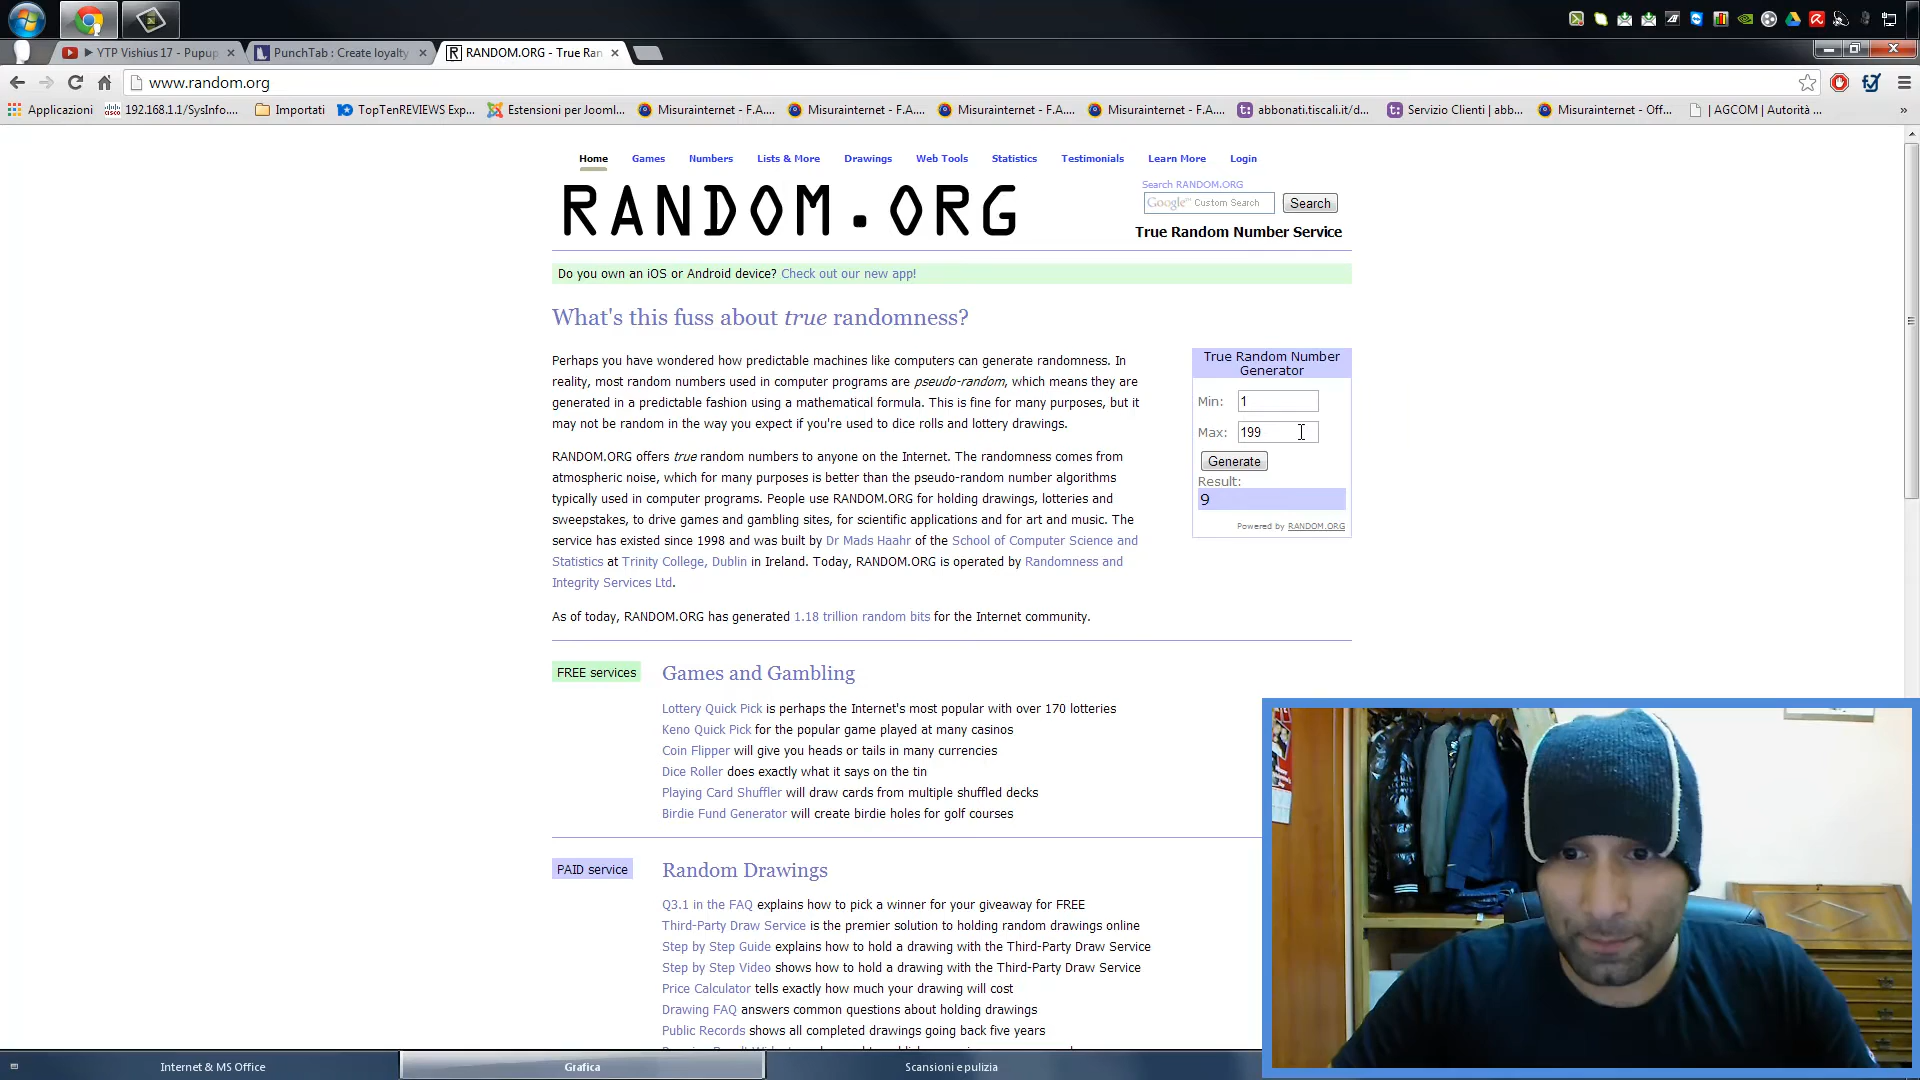 YTP Vishius 17 - Pupup
PunchTab : Create loyalty
RANDOM.ORG - True Ran
www.random.org
Applicazioni
192.168.1.1/SysInfo....
Importati
TopTenREVIEWS Exp...
Estensioni per Jooml...
Misurainternet - F.A....
Misurainternet - F.A....
Misurainternet - F.A....
Misurainternet - F.A....
abbonati.tiscali.it/d...
Servizio Clienti | abb...
Misurainternet - Off...
| AGCOM | Autorità ...
Home Games Numbers Lists & More Drawings Web Tools Statistics Testimonials Learn More Login
RANDOM.ORG
Search RANDOM.ORG
Google™ Custom Search
Search
True Random Number Service
Do you own an iOS or Android device? Check out our new app!
What's this fuss about true randomness?
Perhaps you have wondered how predictable machines like computers can generate randomness. In
reality, most random numbers used in computer programs are pseudo-random, which means they are
generated in a predictable fashion using a mathematical formula. This is fine for many purposes, but it
may not be random in the way you expect if you're used to dice rolls and lottery drawings.
RANDOM.ORG offers true random numbers to anyone on the Internet. The randomness comes from
atmospheric noise, which for many purposes is better than the pseudo-random number algorithms
typically used in computer programs. People use RANDOM.ORG for holding drawings, lotteries and
sweepstakes, to drive games and gambling sites, for scientific applications and for art and music. The
service has existed since 1998 and was built by Dr Mads Haahr of the School of Computer Science and
Statistics at Trinity College, Dublin in Ireland. Today, RANDOM.ORG is operated by Randomness and
Integrity Services Ltd.
As of today, RANDOM.ORG has generated 1.18 trillion random bits for the Internet community.
True Random Number
Generator
Min: 1
Max: 199
Generate
Result:
9
Powered by RANDOM.ORG
FREE services
Games and Gambling
Lottery Quick Pick is perhaps the Internet's most popular with over 170 lotteries
Keno Quick Pick for the popular game played at many casinos
Coin Flipper will give you heads or tails in many currencies
Dice Roller does exactly what it says on the tin
Playing Card Shuffler will draw cards from multiple shuffled decks
Birdie Fund Generator will create birdie holes for golf courses
PAID service
Random Drawings
Q3.1 in the FAQ explains how to pick a winner for your giveaway for FREE
Third-Party Draw Service is the premier solution to holding random drawings online
Step by Step Guide explains how to hold a drawing with the Third-Party Draw Service
Step by Step Video shows how to hold a drawing with the Third-Party Draw Service
Price Calculator tells exactly how much your drawing will cost
Drawing FAQ answers common questions about holding drawings
Public Records shows all completed drawings going back five years
Internet & MS Office
Grafica
Scansioni e pulizia